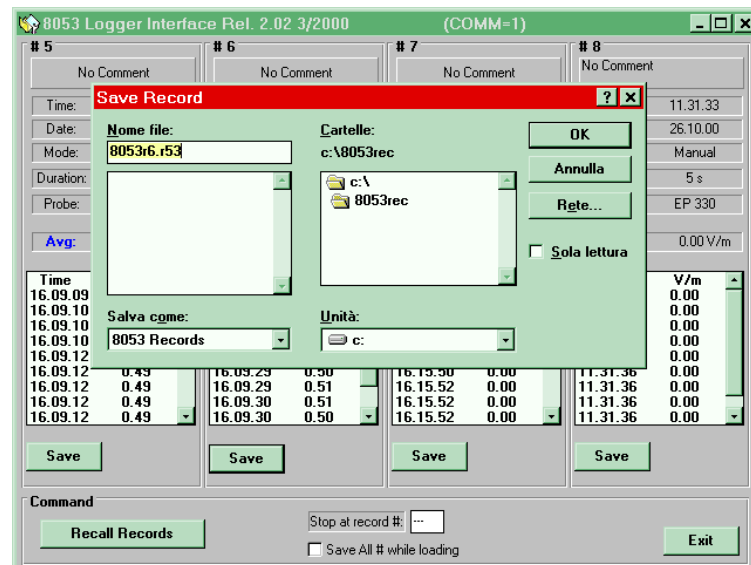 8053 Logger Interface Rel. 2.02 3/2000 (COMM=1)
# 5 # 6 # 7 # 8
No Comment No Comment No Comment No Comment
Save Record
Time: 11.31.33
Date: 26.10.00
Mode: Manual
Duration: 5 s
Probe: EP 330
Avg: 0.00 V/m
Nome file:
8053r6.r53
Cartelle:
c:\8053rec
c:\
8053rec
OK
Annulla
Rete...
Sola lettura
Salva come:
8053 Records
Unità:
c:
Time V/m
16.09.09 0.00
16.09.10 0.00
16.09.10 0.00
16.09.10 0.00
16.09.10 0.00
16.09.12 0.00
16.09.12 0.49 16.09.29 0.50 16.15.50 0.00 11.31.36 0.00
16.09.12 0.49 16.09.29 0.51 16.15.52 0.00 11.31.36 0.00
16.09.12 0.49 16.09.30 0.51 16.15.52 0.00 11.31.36 0.00
16.09.12 0.49 16.09.30 0.50 16.15.52 0.00 11.31.36 0.00
Save Save Save Save
Command
Recall Records
Stop at record #: ---
Save All # while loading
Exit